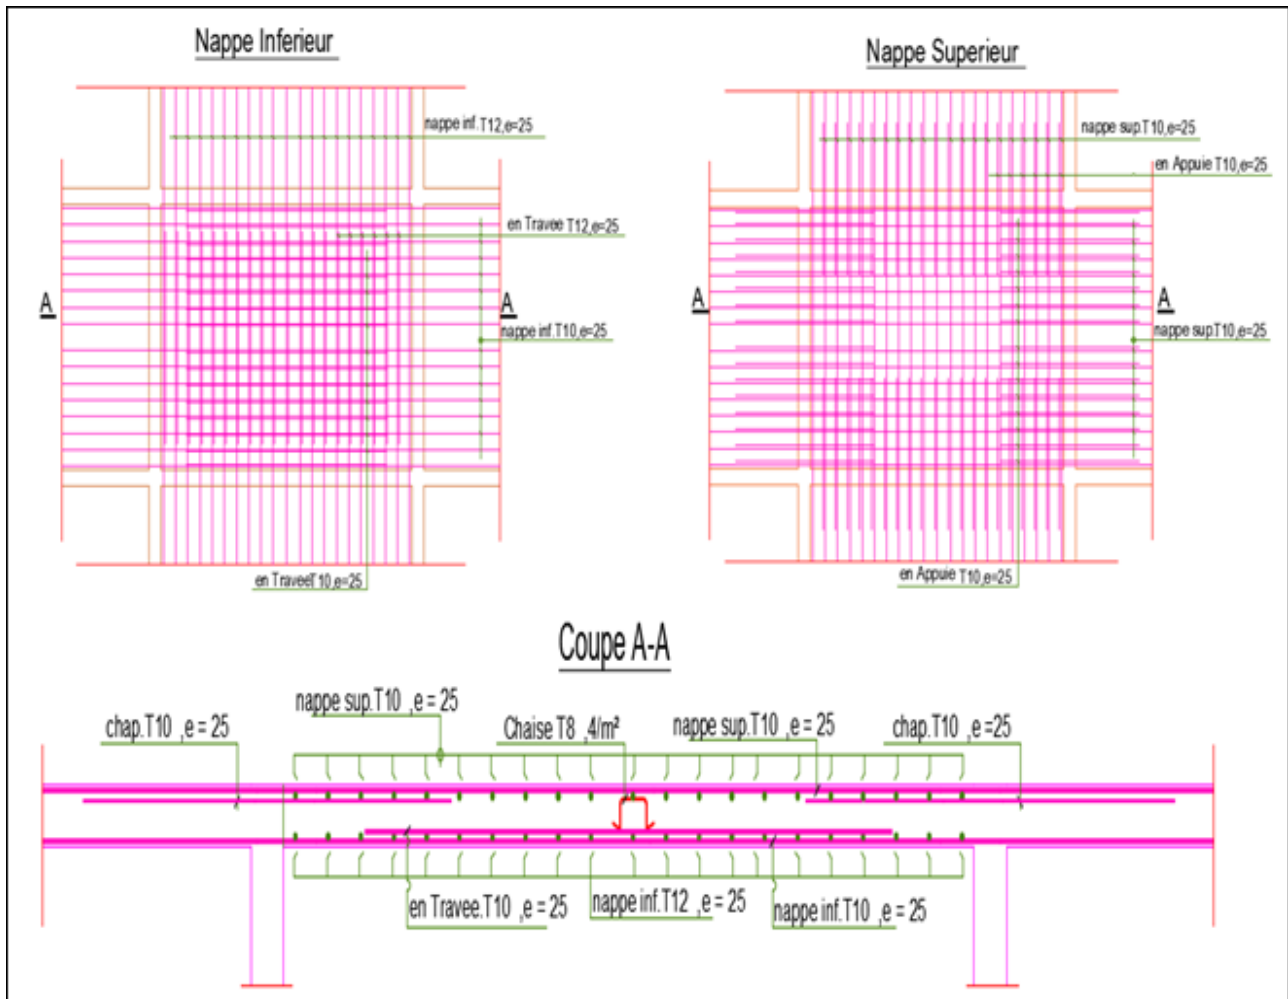 Nappe Inferieur
nappe inf.T12,e=25
en Travee T12,e=25
A
A
nappe inf.T10,e=25
en TraveeT10,e=25
Nappe Superieur
nappe sup.T10,e=25
en Appuie T10,e=25
A
A
nappe sup.T10,e=25
en Appuie T10,e=25
Coupe A-A
nappe sup.T10 ,e = 25
chap.T10 ,e = 25
Chaise T8 ,4/m²
nappe sup.T10 ,e = 25
chap.T10 ,e =25
en Travee.T10 ,e = 25
nappe inf.T12 ,e = 25
nappe inf.T10 ,e = 25